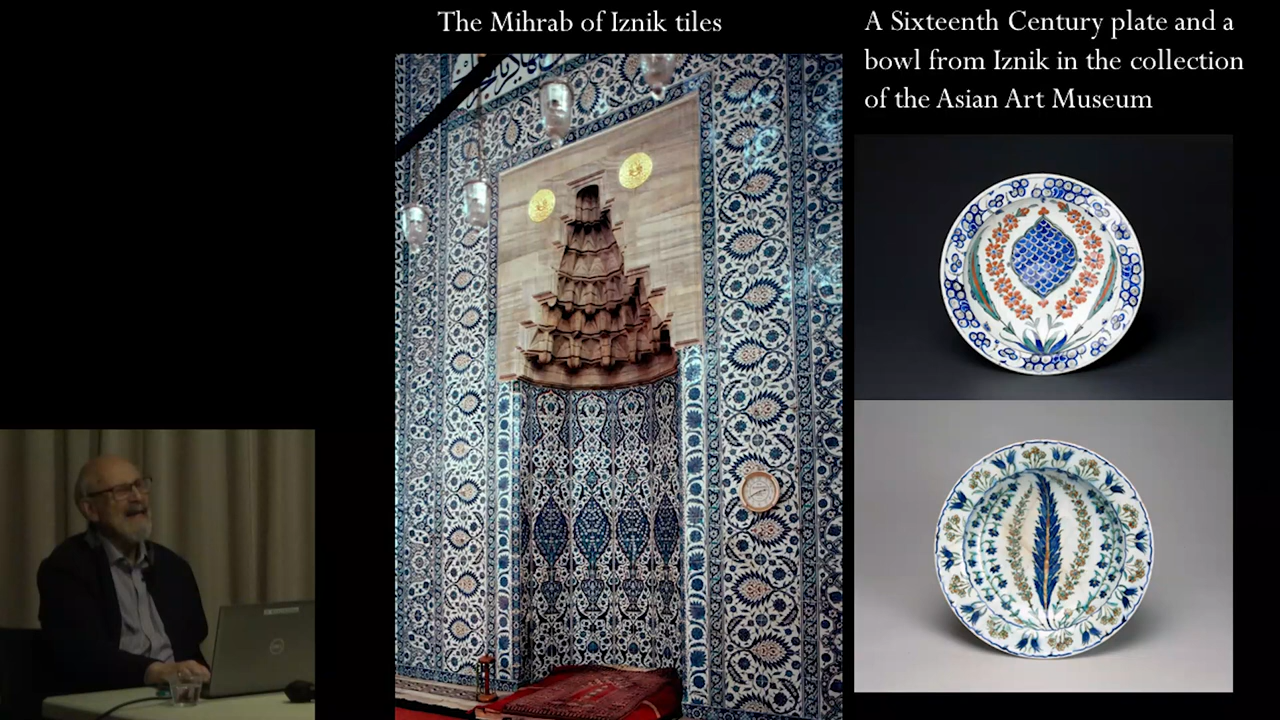 The Mihrab of Iznik tiles
A Sixteenth Century plate and a
bowl from Iznik in the collection
of the Asian Art Museum
DELL